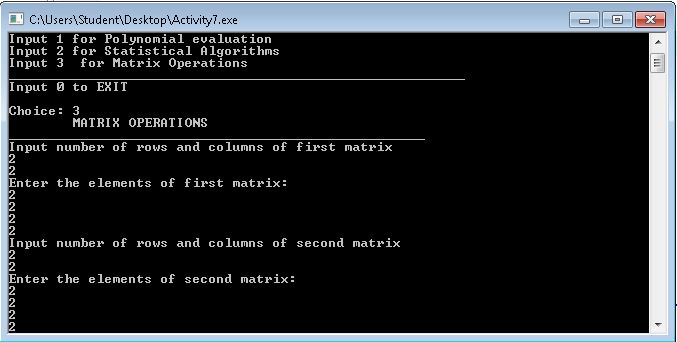 C:\Users\Student\Desktop\Activity7.exe
Input 1 for Polynomial evaluation
Input 2 for Statistical Algorithms
Input 3  for Matrix Operations
Input 0 to EXIT
Choice: 3
MATRIX OPERATIONS
Input number of rows and columns of first matrix
2
2
Enter the elements of first matrix:
2
2
2
2
Input number of rows and columns of second matrix
2
2
Enter the elements of second matrix:
2
2
2
2